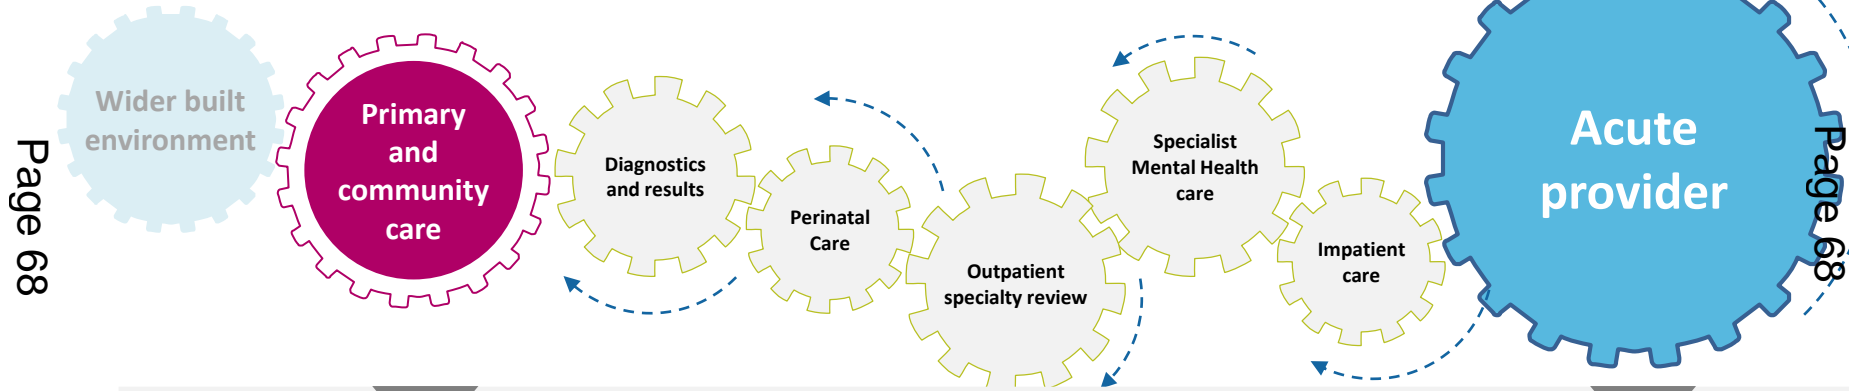 Page 68
Wider built
environment
Primary
and
community
care
Diagnostics
and results
Perinatal
Care
Outpatient
specialty review
Specialist
Mental Health
care
Impatient
care
Acute
provider
Page 68